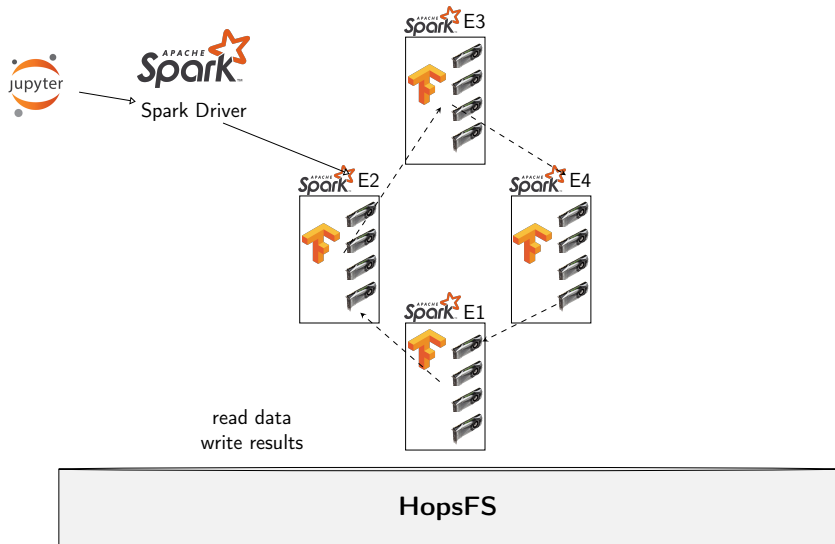 APACHE
Spark E3
APACHE
Spark
jupyter
Spark Driver
APACHE
Spark E2
APACHE
Spark E4
APACHE
Spark E1
read data
write results
HopsFS